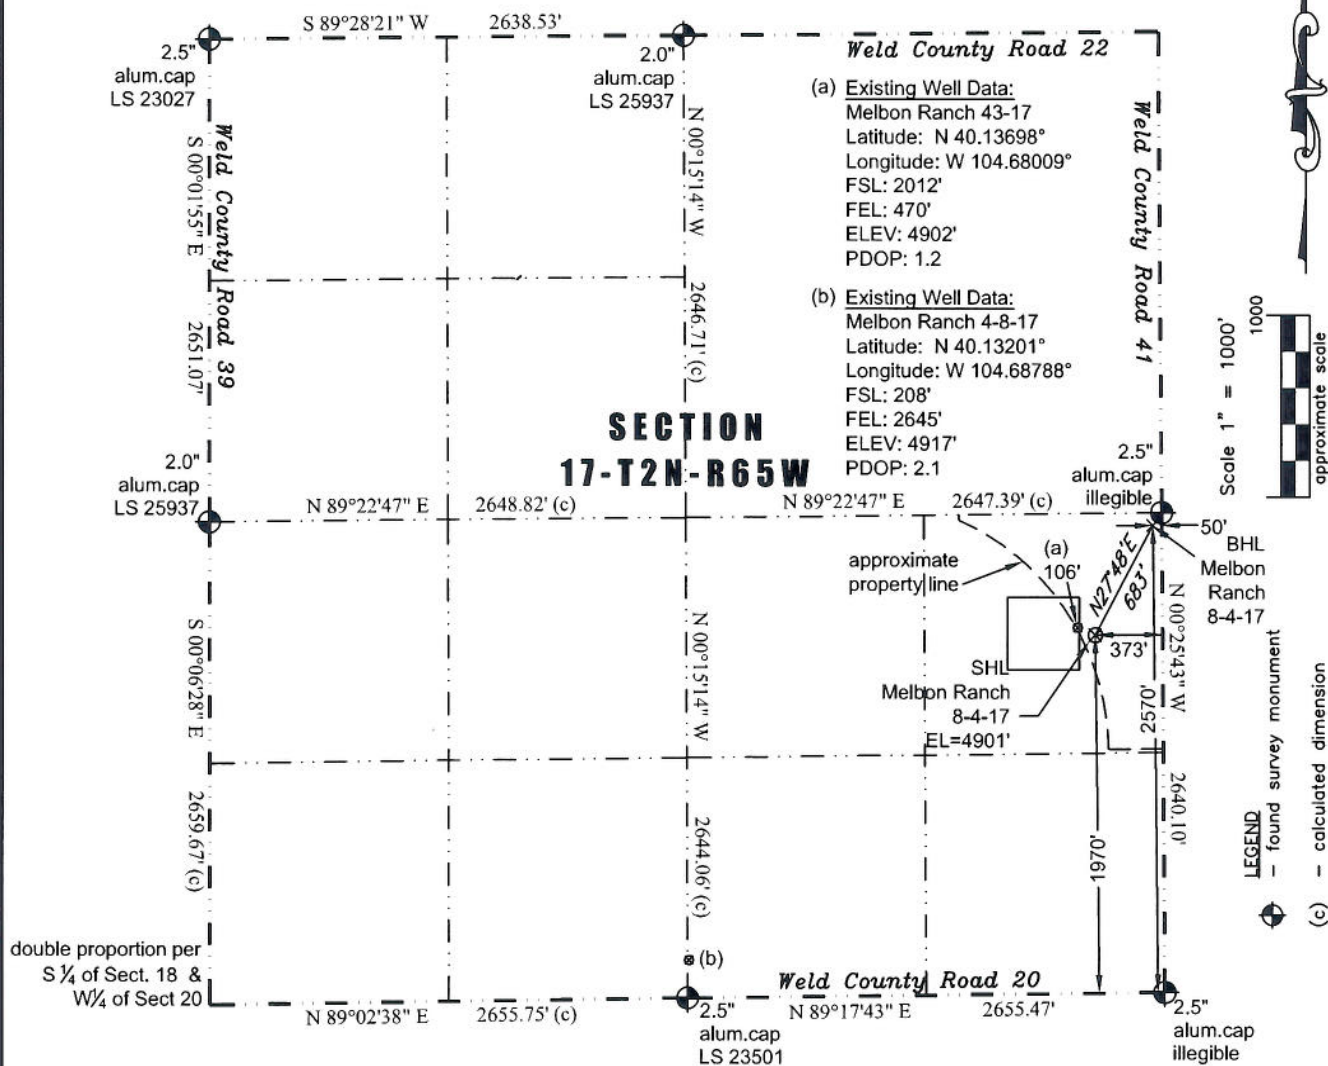 S 89°28'21" W 2638.53'
2.5"
alum.cap
LS 23027
2.0"
alum.cap
LS 25937
Weld County Road 22
(a) Existing Well Data:
Melbon Ranch 43-17
Latitude: N 40.13698°
Longitude: W 104.68009°
FSL: 2012'
FEL: 470'
ELEV: 4902'
PDOP: 1.2
(b) Existing Well Data:
Melbon Ranch 4-8-17
Latitude: N 40.13201°
Longitude: W 104.68788°
FSL: 208'
FEL: 2645'
ELEV: 4917'
PDOP: 2.1
Weld County Road 39
S 00°01'55" E 2651.07'
N 00°15'14" W 2646.71' (c)
Weld County Road 41
SECTION
17-T2N-R65W
2.0"
alum.cap
LS 25937
2.5"
alum.cap
illegible
N 89°22'47" E 2648.82' (c)
N 89°22'47" E 2647.39' (c)
1000
Scale 1" = 1000'
approximate scale
50'
BHL
Melbon
Ranch
8-4-17
approximate
property line
(a)
106'
N27°48'E
683'
373'
SHL
Melbon Ranch
8-4-17
EL=4901'
S 00°06'28" E 2659.67' (c)
N 00°15'14" W 2644.06' (c)
N 00°25'43" W 2640.10'
2570'
1970'
LEGEND
- found survey monument
(c) - calculated dimension
double proportion per
S ¼ of Sect. 18 &
W¼ of Sect 20
(b)
Weld County Road 20
N 89°02'38" E 2655.75' (c)
N 89°17'43" E 2655.47'
2.5"
alum.cap
LS 23501
2.5"
alum.cap
illegible